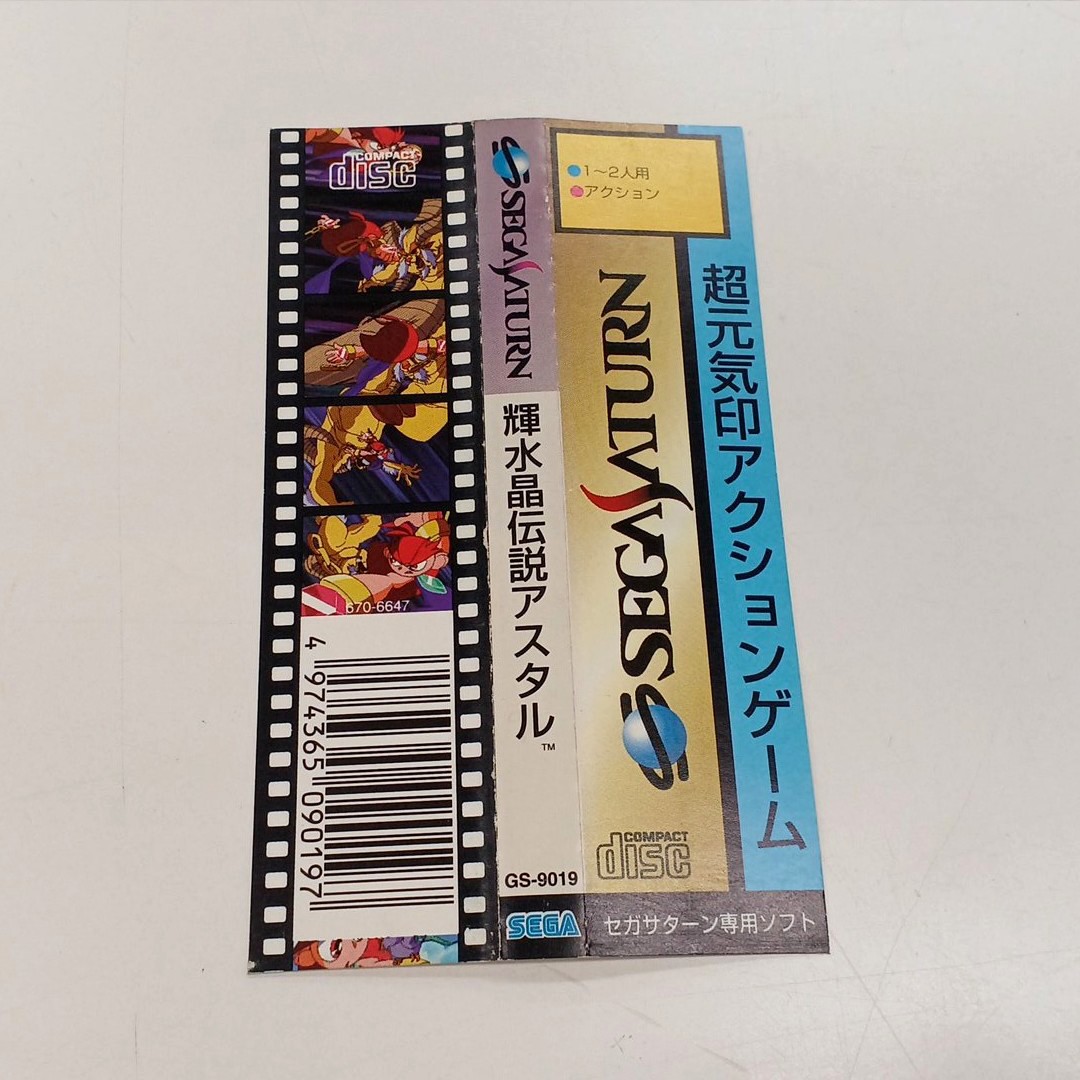 COMPACT
disc
670-6647
4 974365 090197
SEGA SATURN
輝水晶伝説アスタル
TM
GS-9019
SEGA
1〜2人用
アクション
SEGA SATURN
COMPACT
disc
超元気印アクションゲーム
セガサターン専用ソフト